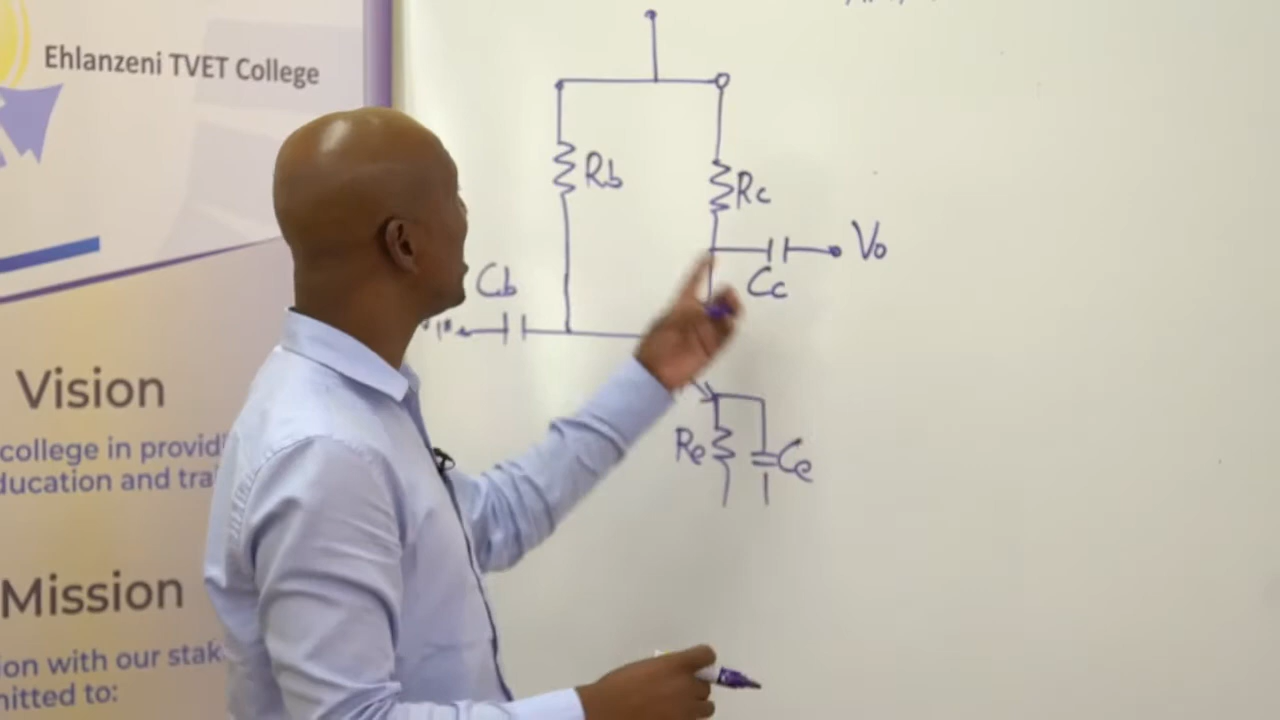 Ehlanzeni TVET College
Vision
college in provid
ducation and tra
Mission
ion with our stak
mitted to:
Rb
Rc
Vo
Cc
Cb
Re
Ce